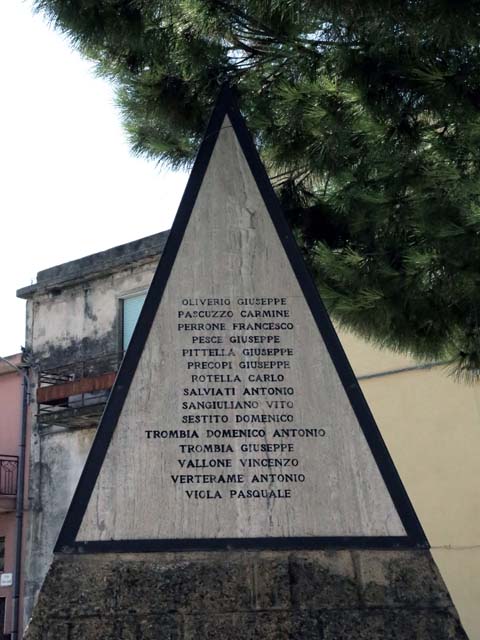 OLIVERIO GIUSEPPE
PASCUZZO CARMINE
PERRONE FRANCESCO
PESCE GIUSEPPE
PITTELLA GIUSEPPE
PRECOPI GIUSEPPE
ROTELLA CARLO
SALVIATI ANTONIO
SANGIULIANO VITO
SESTITO DOMENICO
TROMBIA DOMENICO ANTONIO
TROMBIA GIUSEPPE
VALLONE VINCENZO
VERTERAME ANTONIO
VIOLA PASQUALE